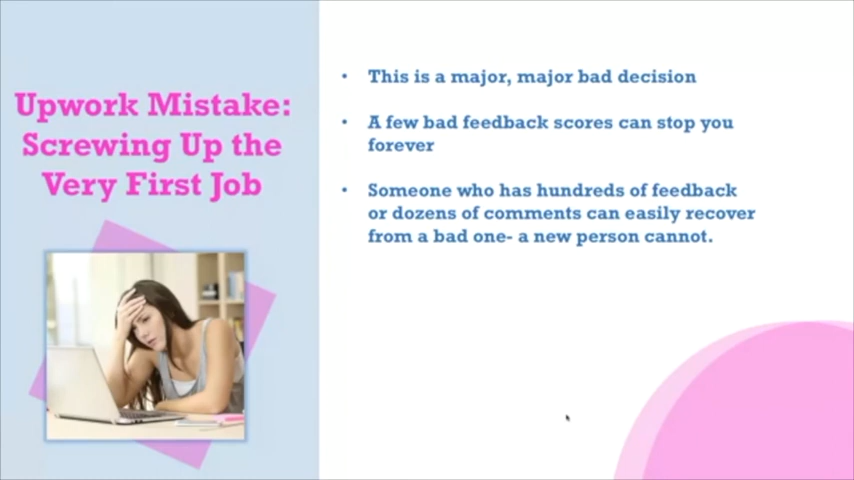 Upwork Mistake:
Screwing Up the
Very First Job
• This is a major, major bad decision
• A few bad feedback scores can stop you
forever
• Someone who has hundreds of feedback
or dozens of comments can easily recover
from a bad one- a new person cannot.